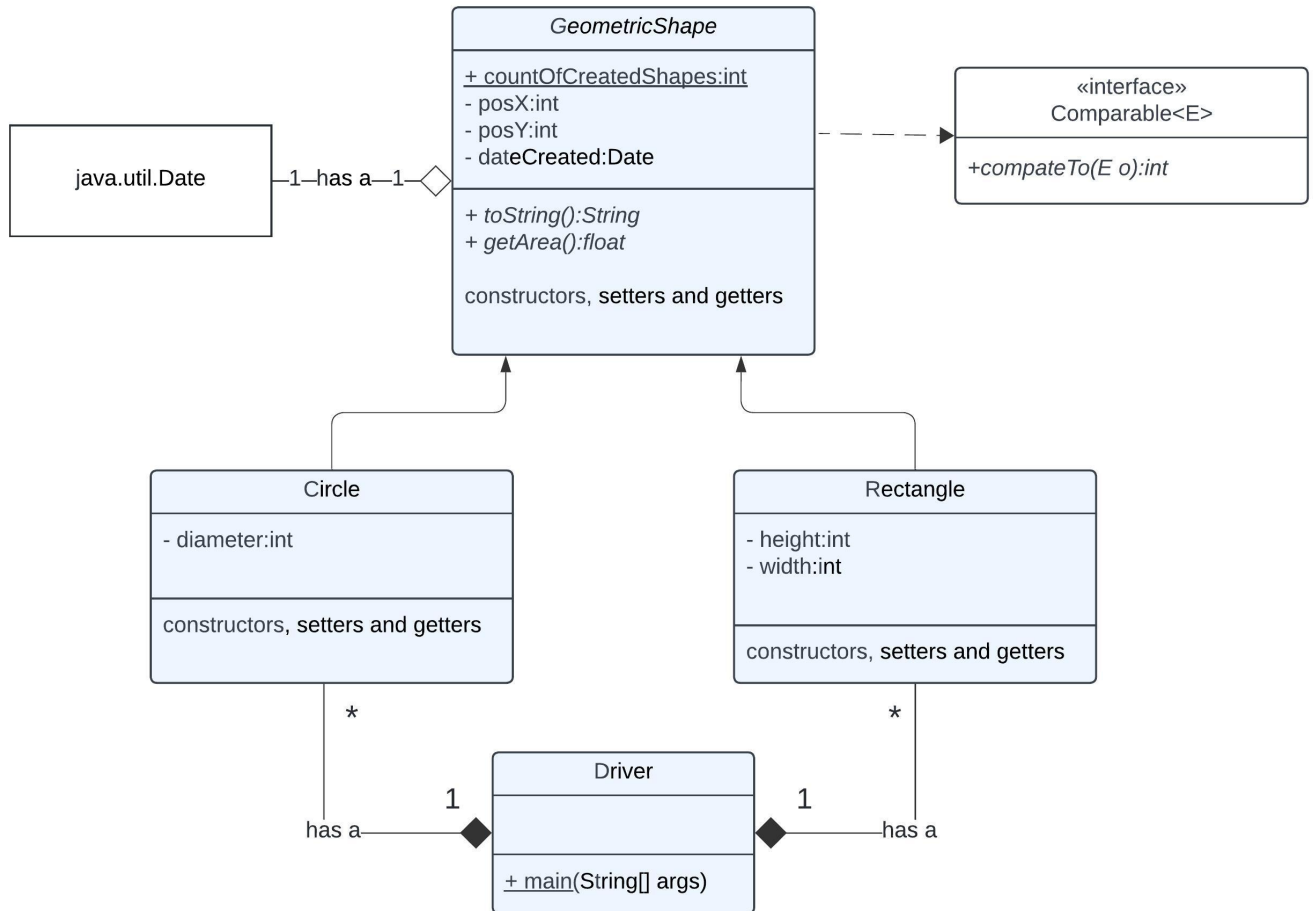 GeometricShape
+ countOfCreatedShapes:int
- posX:int
- posY:int
- dateCreated:Date
+ toString():String
+ getArea():float
constructors, setters and getters
«interface»
Comparable<E>
+compateTo(E o):int
java.util.Date
1
has a
1
Circle
- diameter:int
constructors, setters and getters
Rectangle
- height:int
- width:int
constructors, setters and getters
*
*
Driver
1
1
has a
has a
+ main(String[] args)